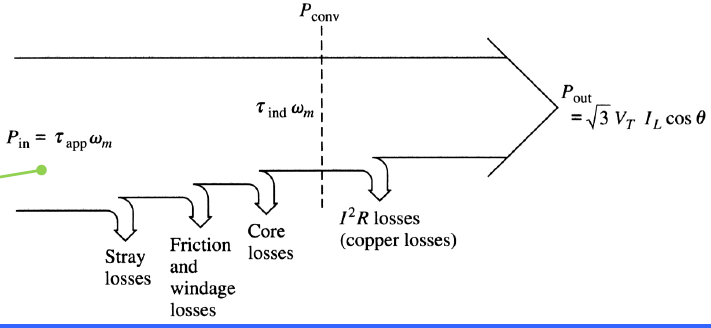 P_conv
τ_ind ω_m
P_out
= √3 V_T I_L cos θ
P_in = τ_app ω_m
Stray
losses
Friction
and
windage
losses
Core
losses
I²R losses
(copper losses)